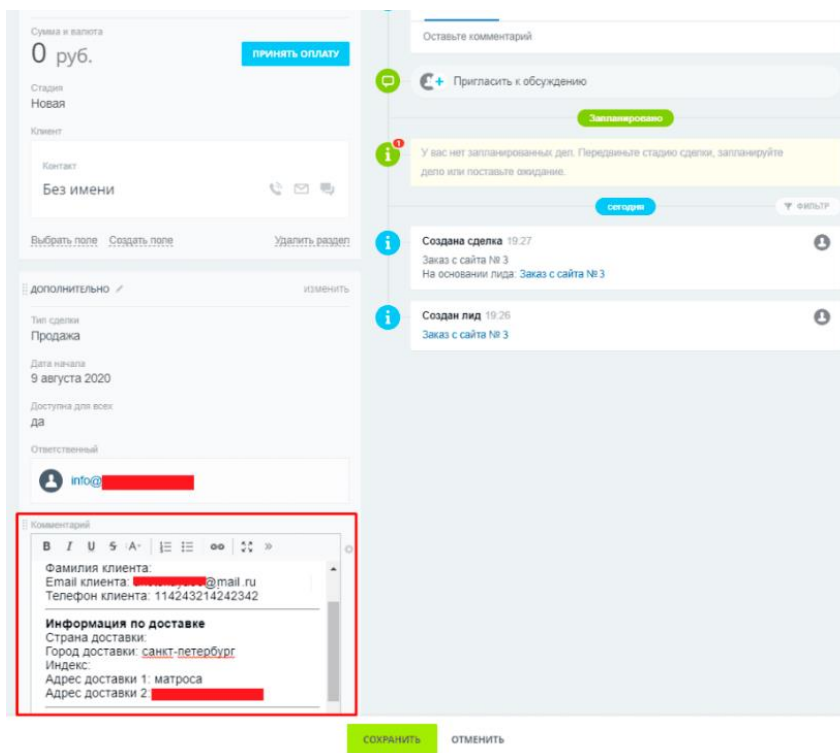 Сумма и валюта
0 руб.
ПРИНЯТЬ ОПЛАТУ
Стадия
Новая
Клиент
Контакт
Без имени
Выбрать поле Создать поле Удалить раздел
ДОПОЛНИТЕЛЬНО ИЗМЕНИТЬ
Тип сделки
Продажа
Дата начала
9 августа 2020
Доступна для всех
да
Ответственный
info@
Комментарий
B I U S A
Фамилия клиента:
Email клиента: @mail.ru
Телефон клиента: 114243214242342
Информация по доставке
Страна доставки:
Город доставки: санкт-петербург
Индекс:
Адрес доставки 1: матроса
Адрес доставки 2:
Оставьте комментарий
Пригласить к обсуждению
Запланировано
1
У вас нет запланированных дел. Передвиньте стадию сделки, запланируйте
дело или поставьте ожидание.
сегодня
ФИЛЬТР
Создана сделка 19:27
Заказ с сайта № 3
На основании лида: Заказ с сайта № 3
Создан лид 19:26
Заказ с сайта № 3
СОХРАНИТЬ ОТМЕНИТЬ